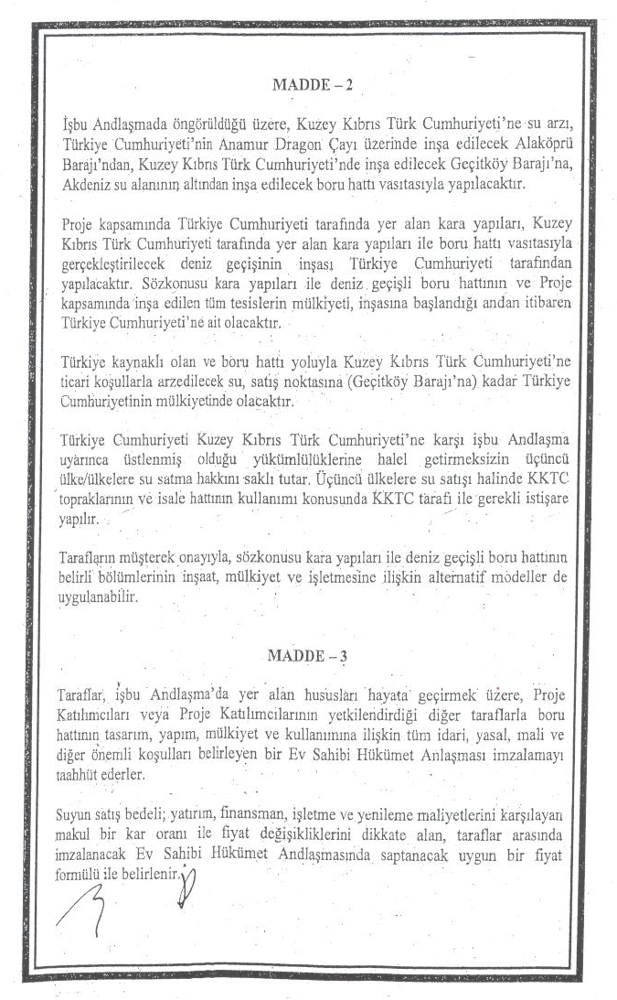 MADDE – 2
İşbu Andlaşmada öngörüldüğü üzere, Kuzey Kıbrıs Türk Cumhuriyeti’ne su arzı,
Türkiye Cumhuriyeti’nin Anamur Dragon Çayı üzerinde inşa edilecek Alaköprü
Barajı’ndan, Kuzey Kıbrıs Türk Cumhuriyeti’nde inşa edilecek Geçitköy Barajı’na,
Akdeniz su alanının altından inşa edilecek boru hattı vasıtasıyla yapılacaktır.
Proje kapsamında Türkiye Cumhuriyeti tarafında yer alan kara yapıları, Kuzey
Kıbrıs Türk Cumhuriyeti tarafında yer alan kara yapıları ile boru hattı vasıtasıyla
gerçekleştirilecek deniz geçişinin inşası Türkiye Cumhuriyeti tarafından
yapılacaktır. Sözkonusu kara yapıları ile deniz geçişli boru hattının ve Proje
kapsamında inşa edilen tüm tesislerin mülkiyeti, inşasına başlandığı andan itibaren
Türkiye Cumhuriyeti’ne ait olacaktır.
Türkiye kaynaklı olan ve boru hattı yoluyla Kuzey Kıbrıs Türk Cumhuriyeti’ne
ticari koşullarla arzedilecek su, satış noktasına (Geçitköy Barajı’na) kadar Türkiye
Cumhuriyetinin mülkiyetinde olacaktır.
Türkiye Cumhuriyeti Kuzey Kıbrıs Türk Cumhuriyeti’ne karşı işbu Andlaşma
uyarınca üstlenmiş olduğu yükümlülüklerine halel getirmeksizin üçüncü
ülke/ülkelere su satma hakkını saklı tutar. Üçüncü ülkelere su satışı halinde KKTC
topraklarının ve isale hattının kullanımı konusunda KKTC tarafı ile gerekli istişare
yapılır.
Tarafların müşterek onayıyla, sözkonusu kara yapıları ile deniz geçişli boru hattının
belirli bölümlerinin inşaat, mülkiyet ve işletmesine ilişkin alternatif modeller de
uygulanabilir.
MADDE – 3
Taraflar, işbu Andlaşma’da yer alan hususları hayata geçirmek üzere, Proje
Katılımcıları veya Proje Katılımcılarının yetkilendirdiği diğer taraflarla boru
hattının tasarım, yapım, mülkiyet ve kullanımına ilişkin tüm idari, yasal, mali ve
diğer önemli koşulları belirleyen bir Ev Sahibi Hükümet Anlaşması imzalamayı
taahhüt ederler.
Suyun satış bedeli; yatırım, finansman, işletme ve yenileme maliyetlerini karşılayan
makul bir kar oranı ile fiyat değişikliklerini dikkate alan, taraflar arasında
imzalanacak Ev Sahibi Hükümet Andlaşmasında saptanacak uygun bir fiyat
formülü ile belirlenir.